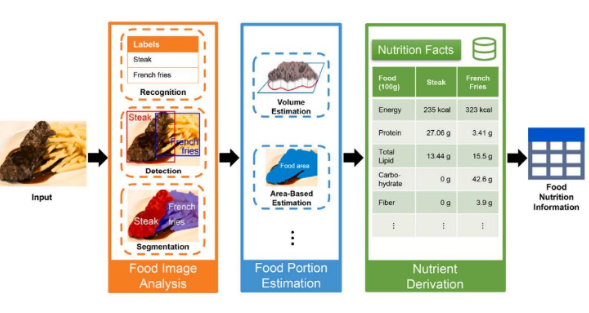 Input
Labels
Steak
French fries
Recognition
Steak
French
fries
Detection
Steak
French
fries
Segmentation
Food Image
Analysis
Volume
Estimation
Food area
Area-Based
Estimation
⋮
Food Portion
Estimation
Nutrition Facts
Food
(100g)
Steak
French
Fries
Energy
235 kcal
323 kcal
Protein
27.06 g
3.41 g
Total
Lipid
13.44 g
15.5 g
Carbo-
hydrate
0 g
42.6 g
Fiber
0 g
3.9 g
⋮
⋮
⋮
Nutrient
Derivation
Food
Nutrition
Information